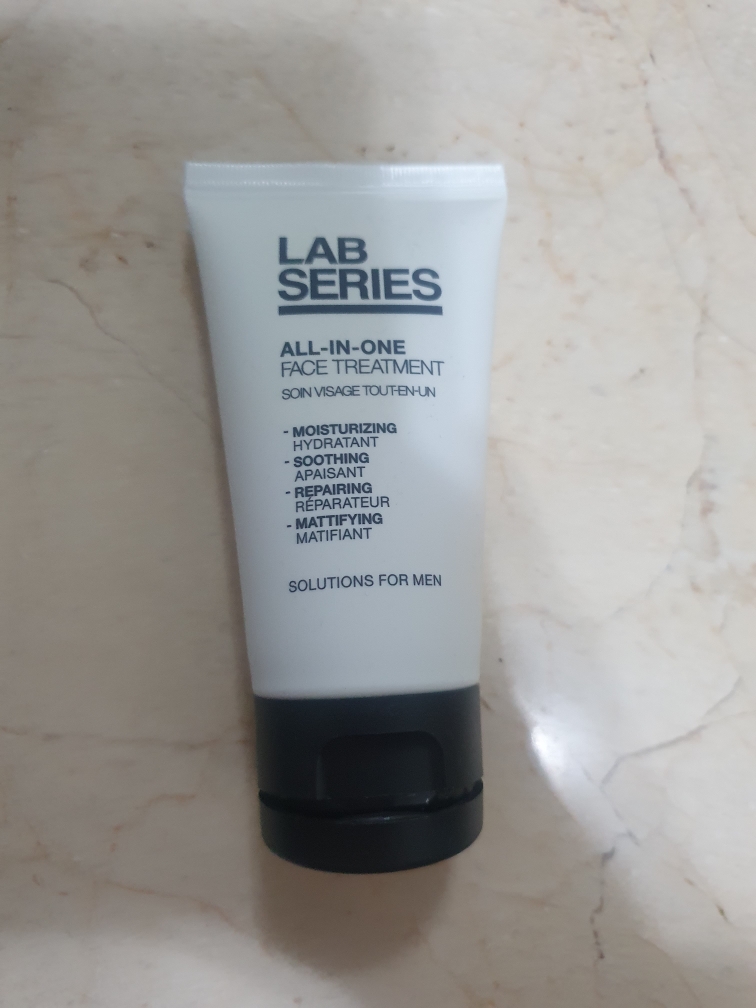 LAB
SERIES
ALL-IN-ONE
FACE TREATMENT
SOIN VISAGE TOUT-EN-UN
- MOISTURIZING
HYDRATANT
- SOOTHING
APAISANT
- REPAIRING
RÉPARATEUR
- MATTIFYING
MATIFIANT
SOLUTIONS FOR MEN